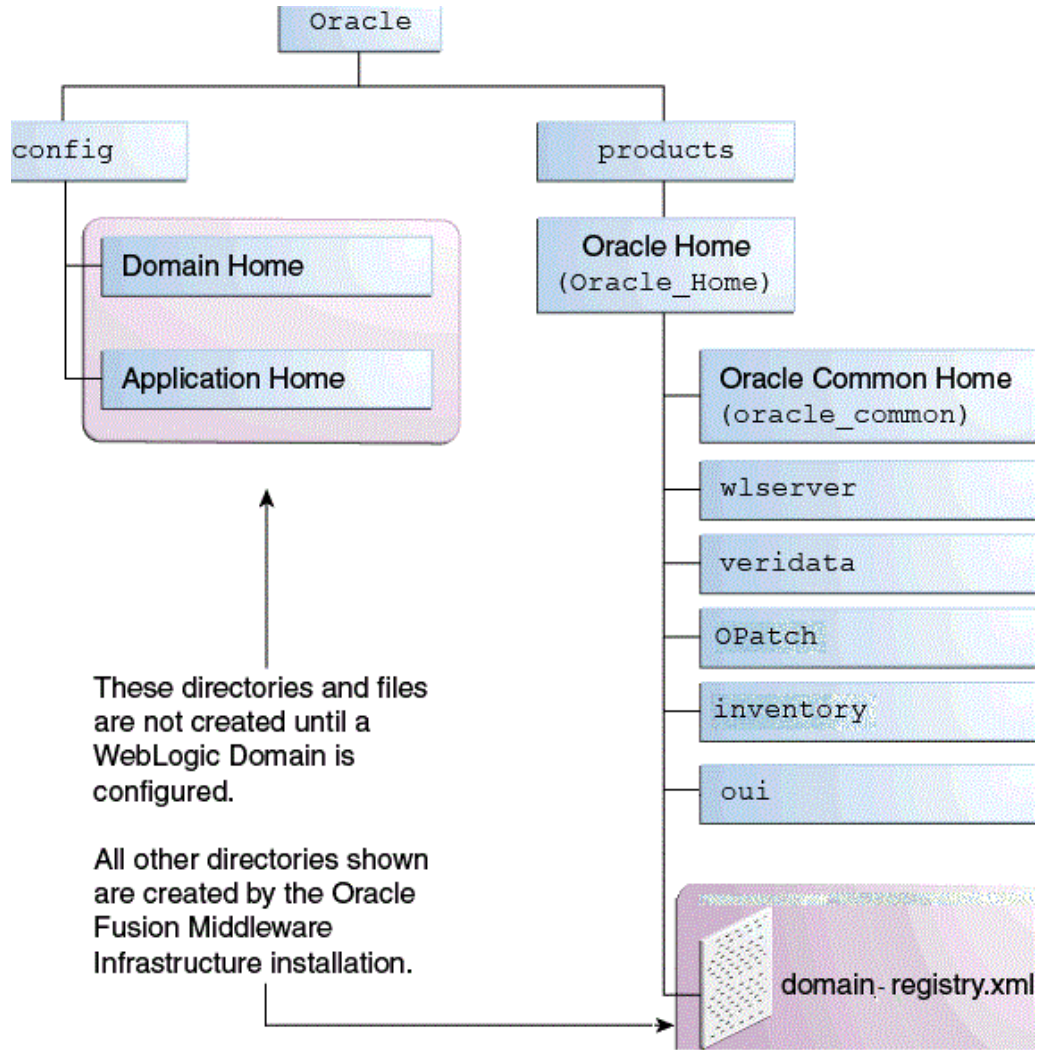 Oracle
config
products
Domain Home
Application Home
Oracle Home
(Oracle_Home)
Oracle Common Home
(oracle_common)
wlserver
veridata
OPatch
inventory
oui
These directories and files
are not created until a
WebLogic Domain is
configured.
All other directories shown
are created by the Oracle
Fusion Middleware
Infrastructure installation.
domain-registry.xml